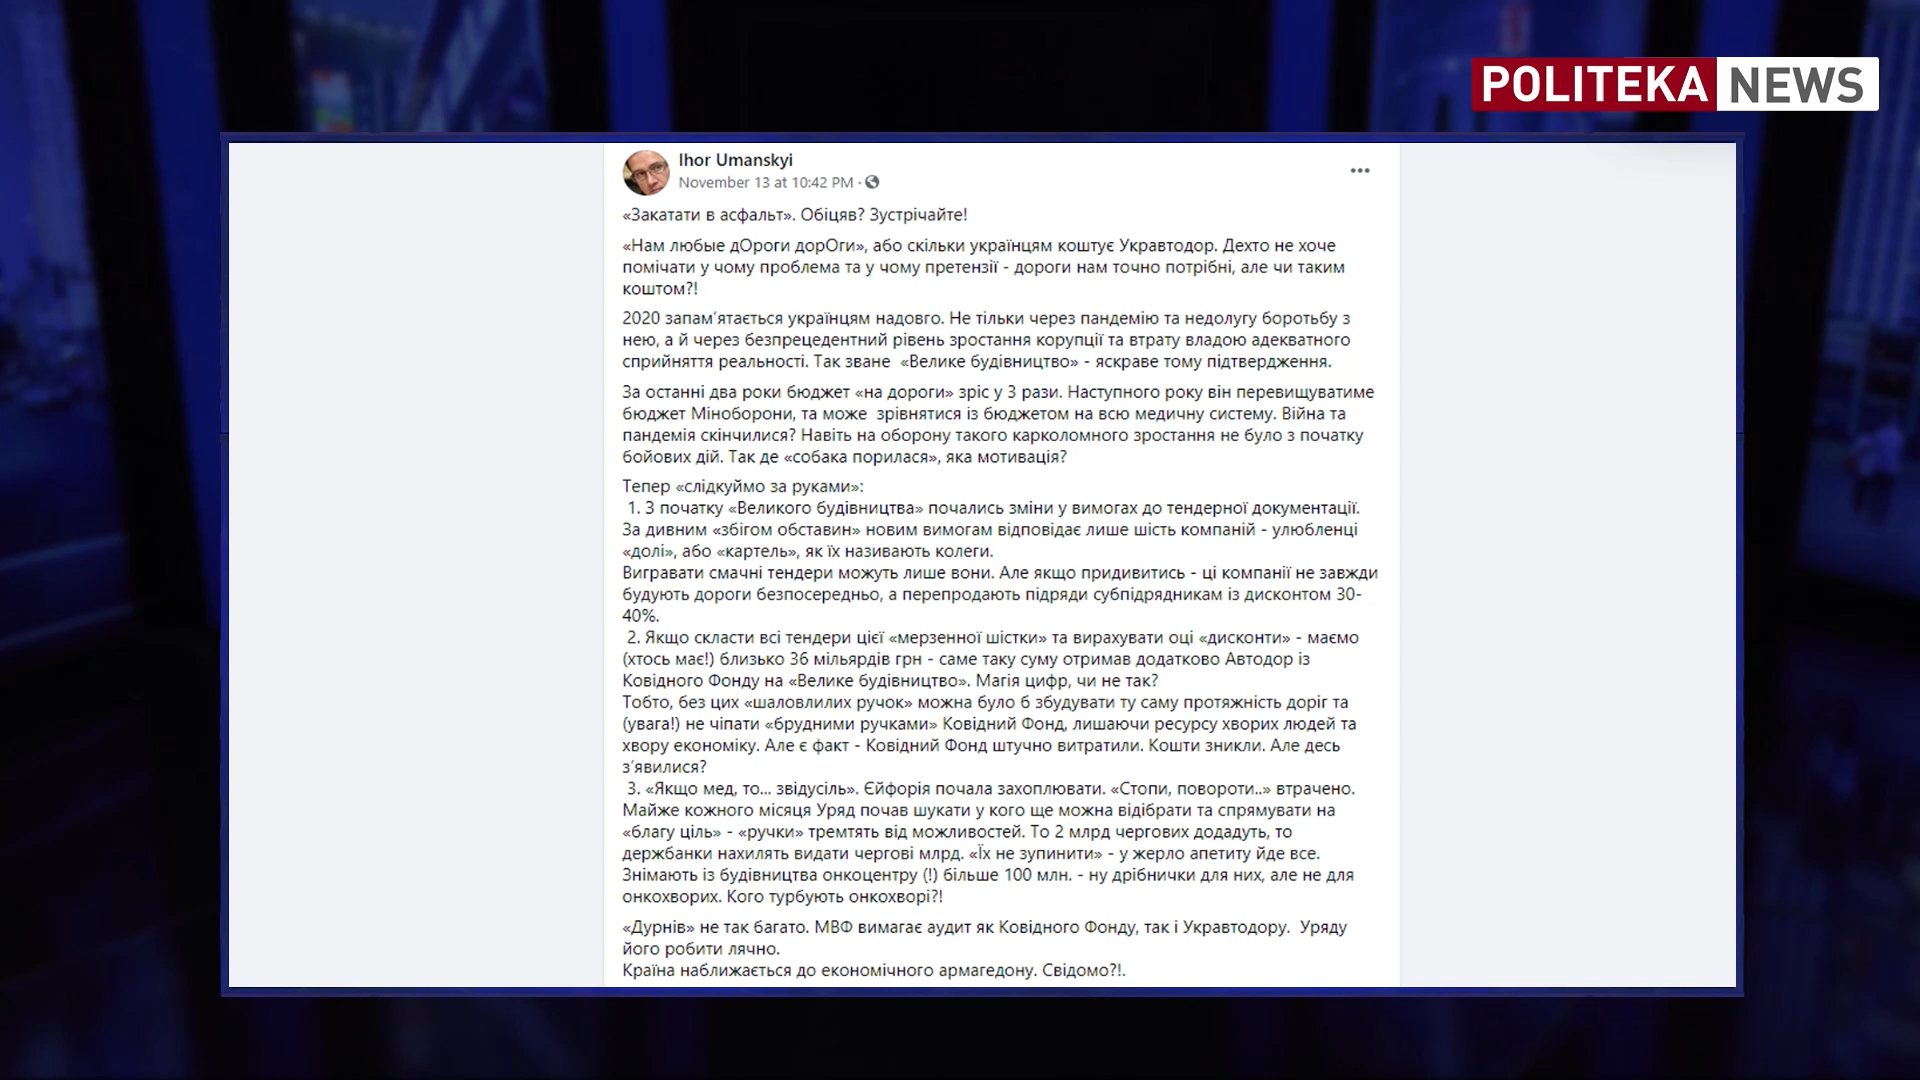 POLITEKA NEWS
Ihor Umanskyi
November 13 at 10:42 PM ·
«Закатати в асфальт». Обіцяв? Зустрічайте!
«Нам любые дОроги дорОги», або скільки українцям коштує Укравтодор. Дехто не хоче
помічати у чому проблема та у чому претензії - дороги нам точно потрібні, але чи таким
коштом?!
2020 запам'ятається українцям надовго. Не тільки через пандемію та недолугу боротьбу з
нею, а й через безпрецедентний рівень зростання корупції та втрату владою адекватного
сприйняття реальності. Так зване «Велике будівництво» - яскраве тому підтвердження.
За останні два роки бюджет «на дороги» зріс у 3 рази. Наступного року він перевищуватиме
бюджет Міноборони, та може зрівнятися із бюджетом на всю медичну систему. Війна та
пандемія скінчилися? Навіть на оборону такого карколомного зростання не було з початку
бойових дій. Так де «собака порилася», яка мотивація?
Тепер «слідкуймо за руками»:
1. З початку «Великого будівництва» почались зміни у вимогах до тендерної документації.
За дивним «збігом обставин» новим вимогам відповідає лише шість компаній - улюбленці
«долі», або «картель», як їх називають колеги.
Вигравати смачні тендери можуть лише вони. Але якщо придивитись - ці компанії не завжди
будують дороги безпосередньо, а перепродають підряди субпідрядникам із дисконтом 30-
40%.
2. Якщо скласти всі тендери цієї «мерзенної шістки» та вирахувати оці «дисконти» - маємо
(хтось має!) близько 36 мільярдів грн - саме таку суму отримав додатково Автодор із
Ковідного Фонду на «Велике будівництво». Магія цифр, чи не так?
Тобто, без цих «шаловлилих ручок» можна було б збудувати ту саму протяжність доріг та
(увага!) не чіпати «брудними ручками» Ковідний Фонд, лишаючи ресурсу хворих людей та
хвору економіку. Але є факт - Ковідний Фонд штучно витратили. Кошти зникли. Але десь
з'явилися?
3. «Якщо мед, то... звідусіль». Єйфорія почала захоплювати. «Стопи, повороти..» втрачено.
Майже кожного місяця Уряд почав шукати у кого ще можна відібрати та спрямувати на
«благу ціль» - «ручки» тремтять від можливостей. То 2 млрд чергових додадуть, то
держбанки нахилять видати чергові млрд. «Їх не зупинити» - у жерло апетиту йде все.
Знімають із будівництва онкоцентру (!) більше 100 млн. - ну дрібнички для них, але не для
онкохворих. Кого турбують онкохворі?!
«Дурнів» не так багато. МВФ вимагає аудит як Ковідного Фонду, так і Укравтодору. Уряду
його робити лячно.
Країна наближається до економічного армагедону. Свідомо?!.